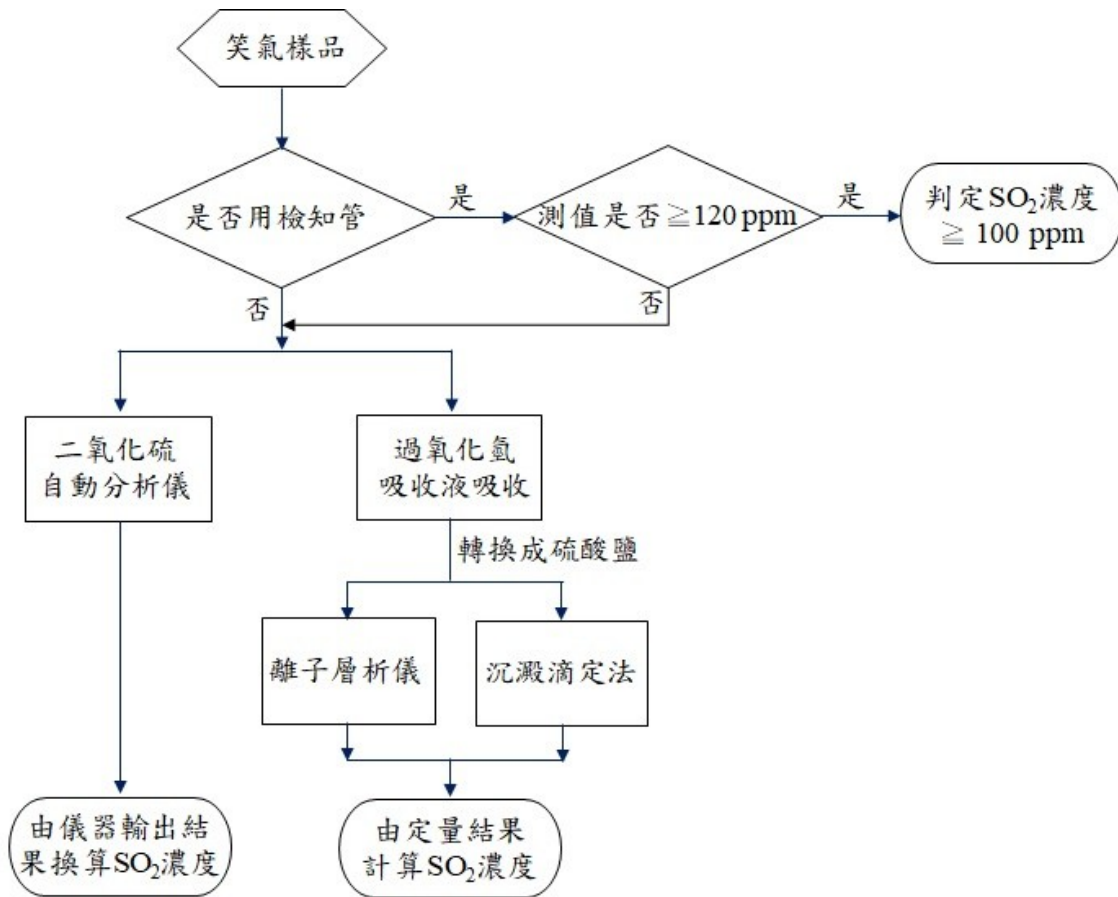 笑氣樣品
是否用檢知管
是
測值是否≧120 ppm
是
判定SO₂濃度
≧ 100 ppm
否
否
二氧化硫
自動分析儀
過氧化氫
吸收液吸收
轉換成硫酸鹽
離子層析儀
沉澱滴定法
由儀器輸出結
果換算SO₂濃度
由定量結果
計算SO₂濃度